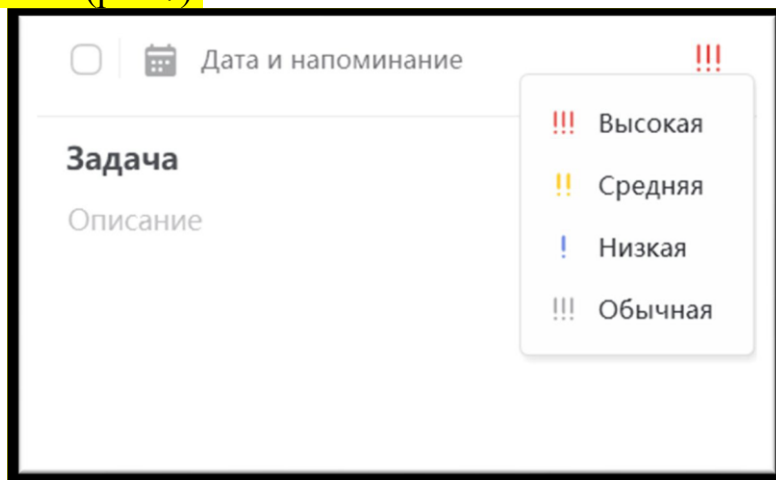 Дата и напоминание !!!
!!! Высокая
Задача
!! Средняя
Описание
! Низкая
!!! Обычная